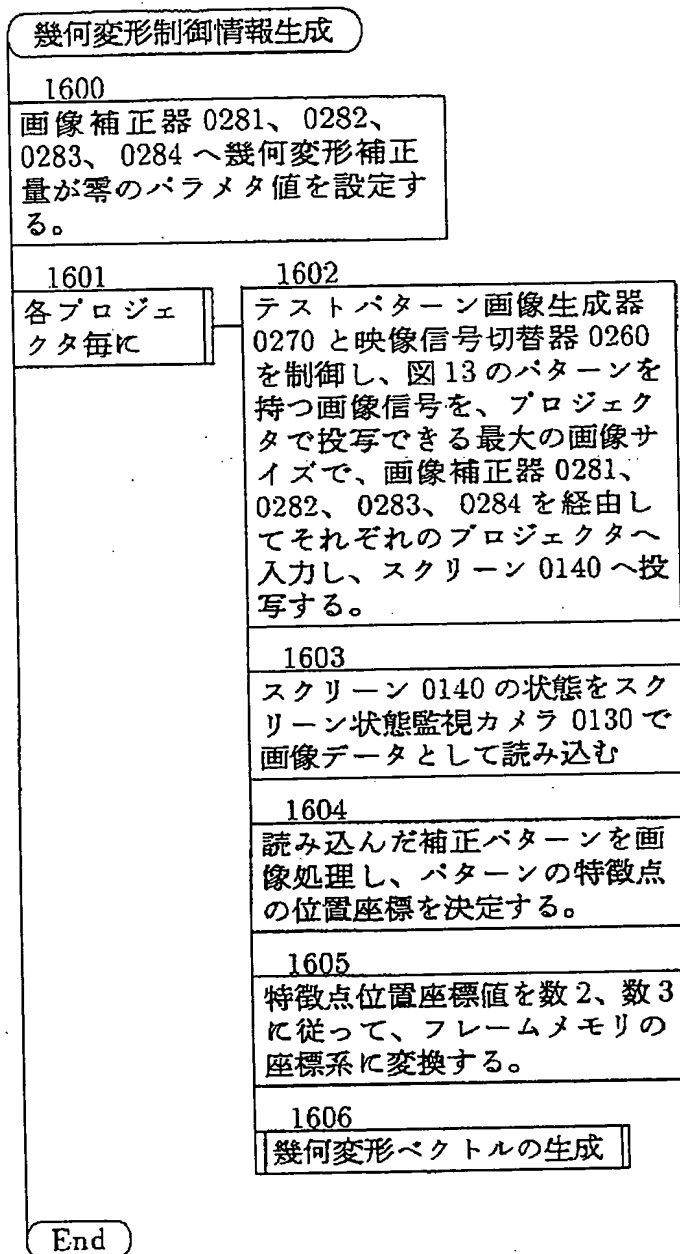 幾何変形制御情報生成
1600
画像補正器 0281、0282、
0283、0284 へ幾何変形補正
量が零のパラメタ値を設定す
る。
1601
各プロジェ
クタ毎に
1602
テストパターン画像生成器
0270 と映像信号切替器 0260
を制御し、図 13 のパターンを
持つ画像信号を、プロジェク
タで投写できる最大の画像サ
イズで、画像補正器 0281、
0282、0283、0284 を経由し
てそれぞれのプロジェクタへ
入力し、スクリーン 0140 へ投
写する。
1603
スクリーン 0140 の状態をスク
リーン状態監視カメラ 0130 で
画像データとして読み込む
1604
読み込んだ補正パターンを画
像処理し、パターンの特徴点
の位置座標を決定する。
1605
特徴点位置座標値を数 2、数 3
に従って、フレームメモリの
座標系に変換する。
1606
幾何変形ベクトルの生成
End